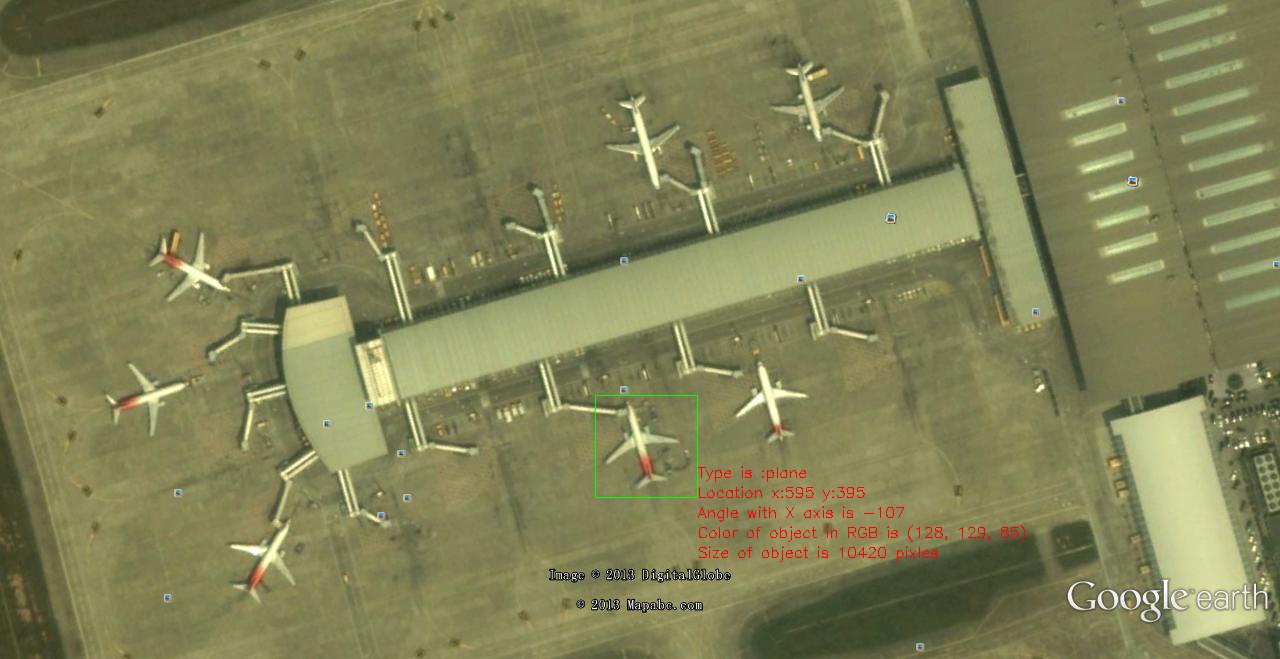 Type is :plane
Location x:595 y:395
Angle with X axis is -107
Color of object in RGB is (128, 129, 85)
Size of object is 10420 pixles
Image © 2013 DigitalGlobe
© 2013 Mapabc.com
Google earth